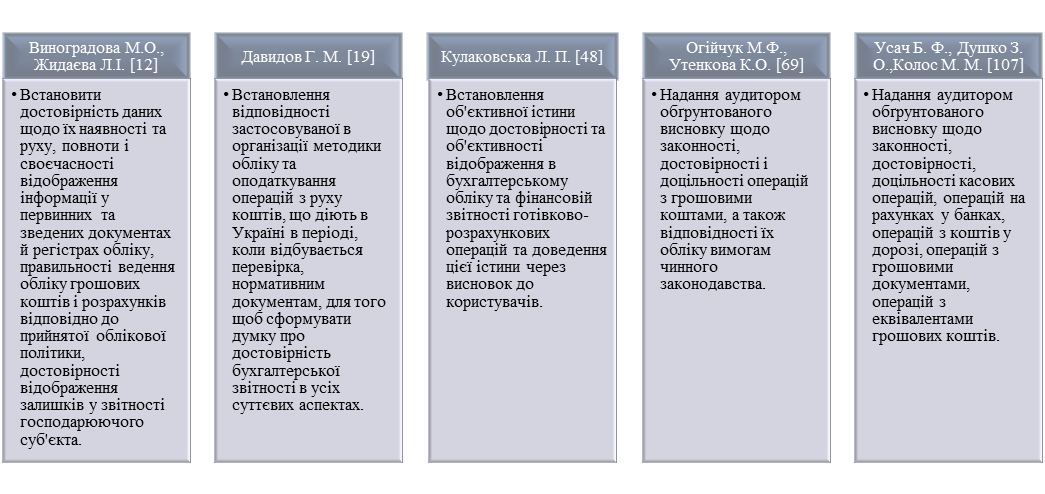 Виноградова М.О.,
Жидаєва Л.І. [12]
• Встановити
достовірність даних
щодо їх наявності та
руху, повноти і
своєчасності
відображення
інформації у
первинних та
зведених документах
й регістрах обліку,
правильності ведення
обліку грошових
коштів і розрахунків
відповідно до
прийнятої облікової
політики,
достовірності
відображення
залишків у звітності
господарюючого
суб'єкта.
Давидов Г. М. [19]
• Встановлення
відповідності
застосовуваної в
організації методики
обліку та
оподаткування
операцій з руху
коштів, що діють в
Україні в періоді,
коли відбувається
перевірка,
нормативним
документам, для того
щоб сформувати
думку про
достовірність
бухгалтерської
звітності в усіх
суттєвих аспектах.
Кулаковська Л. П. [48]
• Встановлення
об'єктивної істини
щодо достовірності та
об'єктивності
відображення в
бухгалтерському
обліку та фінансовій
звітності готівково-
розрахункових
операцій та доведення
цієї істини через
висновок до
користувачів.
Огійчук М.Ф.,
Утенкова К.О. [69]
• Надання аудитором
обґрунтованого
висновку щодо
законності,
достовірності і
доцільності операцій
з грошовими
коштами, а також
відповідності їх
обліку вимогам
чинного
законодавства.
Усач Б. Ф., Душко З.
О.,Колос М. М. [107]
• Надання аудитором
обґрунтованого
висновку щодо
законності,
достовірності,
доцільності касових
операцій, операцій на
рахунках у банках,
операцій з коштів у
дорозі, операцій з
грошовими
документами,
операцій з
еквівалентами
грошових коштів.